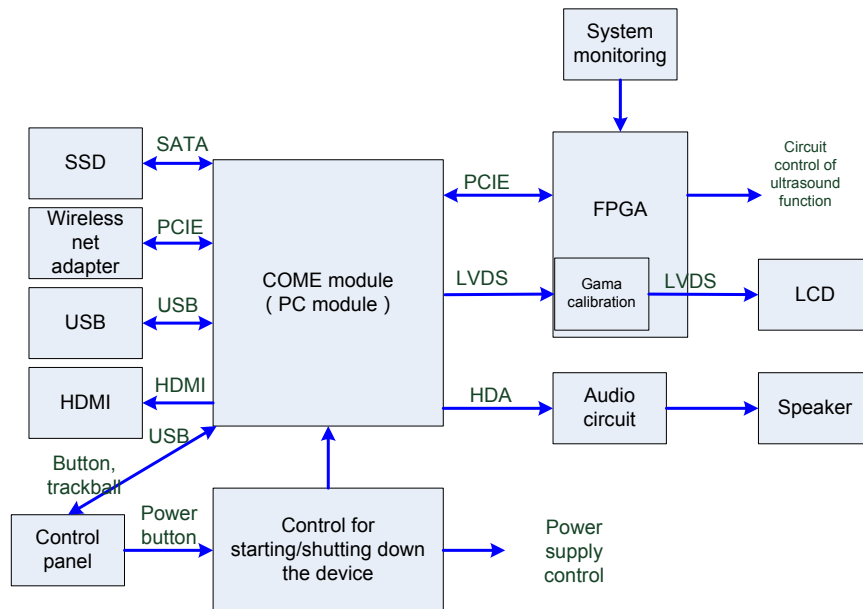 System
monitoring
SSD
SATA
Wireless
net
adapter
PCIE
USB
USB
HDMI
HDMI
COME module
( PC module )
PCIE
FPGA
Circuit
control of
ultrasound
function
LVDS
Gama
calibration
LVDS
LCD
HDA
Audio
circuit
Speaker
USB
Button,
trackball
Control
panel
Power
button
Control for
starting/shutting down
the device
Power
supply
control